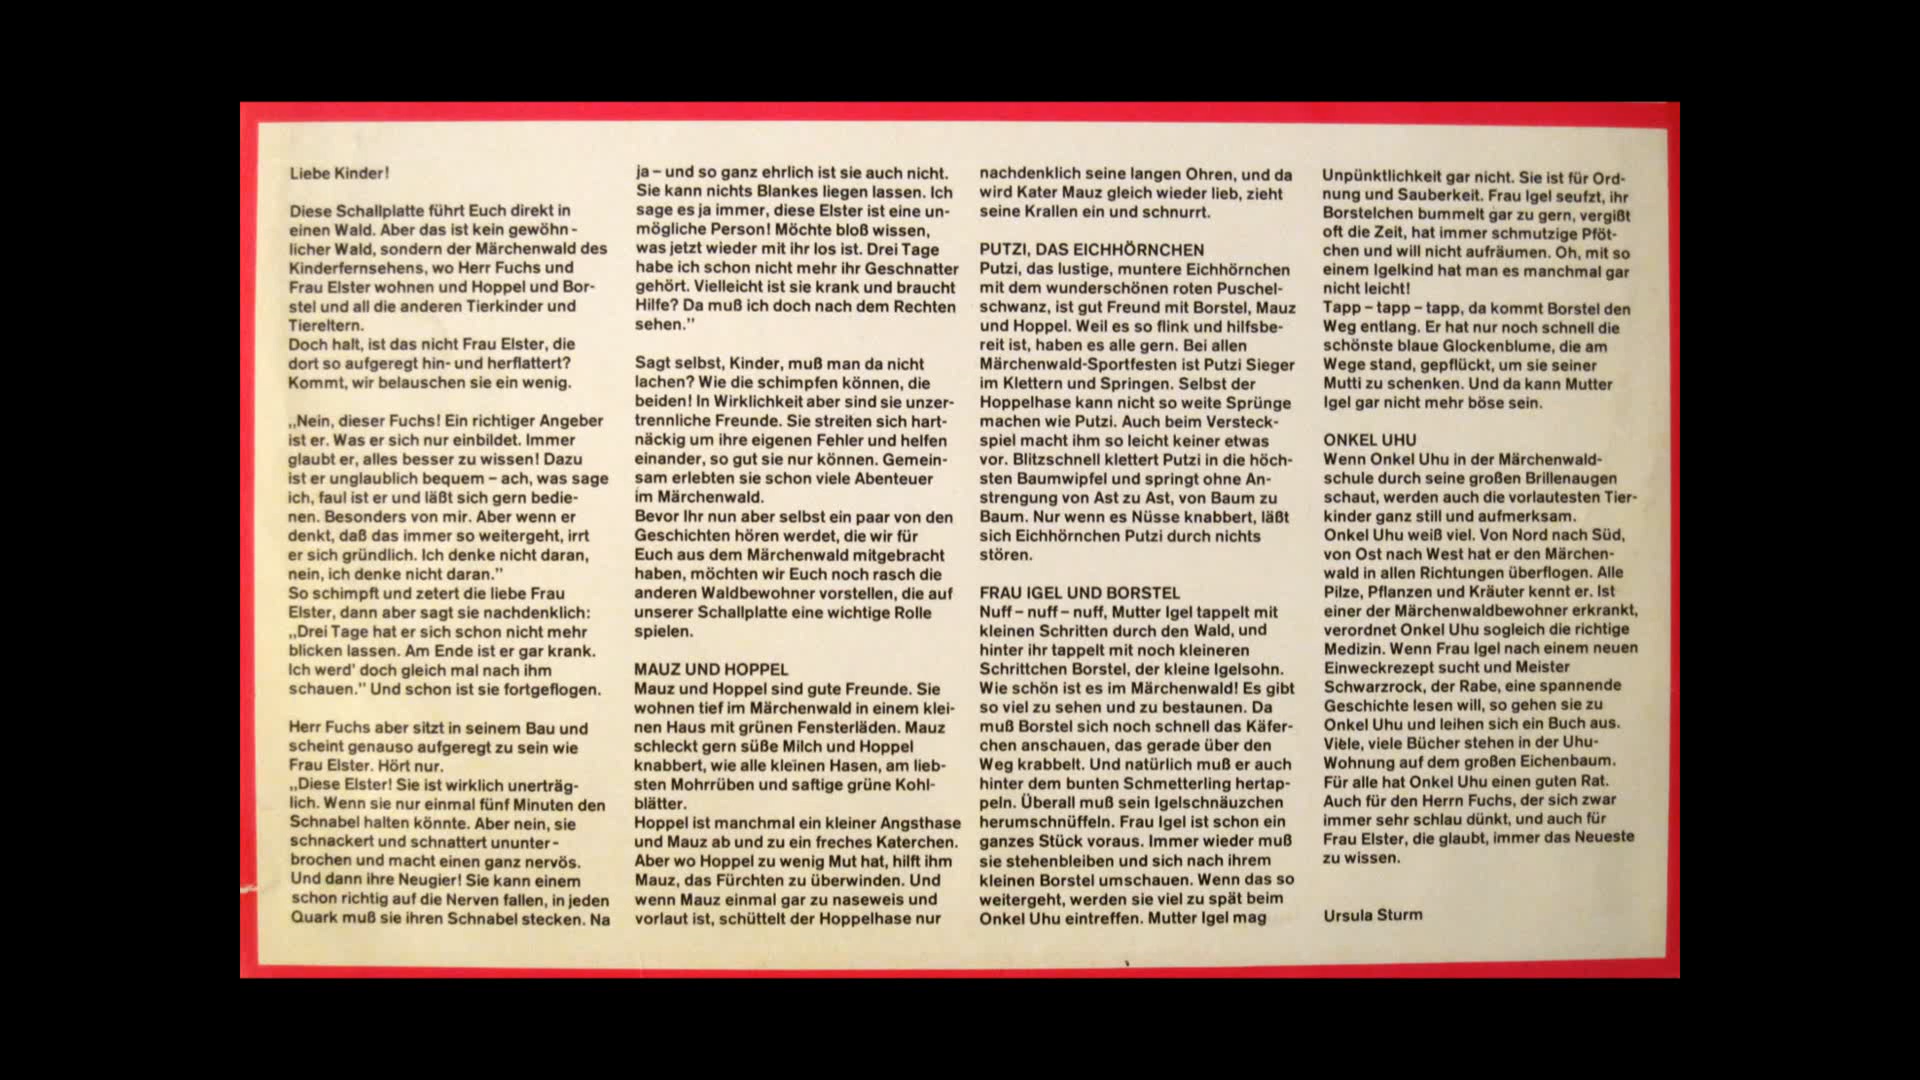 Liebe Kinder!
Diese Schallplatte führt Euch direkt in
einen Wald. Aber das ist kein gewöhn-
licher Wald, sondern der Märchenwald des
Kinderfernsehens, wo Herr Fuchs und
Frau Elster wohnen und Hoppel und Bor-
stel und all die anderen Tierkinder und
Tiereltern.
Doch halt, ist das nicht Frau Elster, die
dort so aufgeregt hin- und herflattert?
Kommt, wir belauschen sie ein wenig.
„Nein, dieser Fuchs! Ein richtiger Angeber
ist er. Was er sich nur einbildet. Immer
glaubt er, alles besser zu wissen! Dazu
ist er unglaublich bequem – ach, was sage
ich, faul ist er und läßt sich gern bedie-
nen. Besonders von mir. Aber wenn er
denkt, daß das immer so weitergeht, irrt
er sich gründlich. Ich denke nicht daran,
nein, ich denke nicht daran.”
So schimpft und zetert die liebe Frau
Elster, dann aber sagt sie nachdenklich:
„Drei Tage hat er sich schon nicht mehr
blicken lassen. Am Ende ist er gar krank.
Ich werd' doch gleich mal nach ihm
schauen.” Und schon ist sie fortgeflogen.
Herr Fuchs aber sitzt in seinem Bau und
scheint genauso aufgeregt zu sein wie
Frau Elster. Hört nur.
„Diese Elster! Sie ist wirklich unerträg-
lich. Wenn sie nur einmal fünf Minuten den
Schnabel halten könnte. Aber nein, sie
schnackert und schnattert ununter-
brochen und macht einen ganz nervös.
Und dann ihre Neugier! Sie kann einem
schon richtig auf die Nerven fallen, in jeden
Quark muß sie ihren Schnabel stecken. Na
ja – und so ganz ehrlich ist sie auch nicht.
Sie kann nichts Blankes liegen lassen. Ich
sage es ja immer, diese Elster ist eine un-
mögliche Person! Möchte bloß wissen,
was jetzt wieder mit ihr los ist. Drei Tage
habe ich schon nicht mehr ihr Geschnatter
gehört. Vielleicht ist sie krank und braucht
Hilfe? Da muß ich doch nach dem Rechten
sehen.”
Sagt selbst, Kinder, muß man da nicht
lachen? Wie die schimpfen können, die
beiden! In Wirklichkeit aber sind sie unzer-
trennliche Freunde. Sie streiten sich hart-
näckig um ihre eigenen Fehler und helfen
einander, so gut sie nur können. Gemein-
sam erlebten sie schon viele Abenteuer
im Märchenwald.
Bevor Ihr nun aber selbst ein paar von den
Geschichten hören werdet, die wir für
Euch aus dem Märchenwald mitgebracht
haben, möchten wir Euch noch rasch die
anderen Waldbewohner vorstellen, die auf
unserer Schallplatte eine wichtige Rolle
spielen.
MAUZ UND HOPPEL
Mauz und Hoppel sind gute Freunde. Sie
wohnen tief im Märchenwald in einem klei-
nen Haus mit grünen Fensterläden. Mauz
schleckt gern süße Milch und Hoppel
knabbert, wie alle kleinen Hasen, am lieb-
sten Mohrrüben und saftige grüne Kohl-
blätter.
Hoppel ist manchmal ein kleiner Angsthase
und Mauz ab und zu ein freches Katerchen.
Aber wo Hoppel zu wenig Mut hat, hilft ihm
Mauz, das Fürchten zu überwinden. Und
wenn Mauz einmal gar zu naseweis und
vorlaut ist, schüttelt der Hoppelhase nur
nachdenklich seine langen Ohren, und da
wird Kater Mauz gleich wieder lieb, zieht
seine Krallen ein und schnurrt.
PUTZI, DAS EICHHÖRNCHEN
Putzi, das lustige, muntere Eichhörnchen
mit dem wunderschönen roten Puschel-
schwanz, ist gut Freund mit Borstel, Mauz
und Hoppel. Weil es so flink und hilfsbe-
reit ist, haben es alle gern. Bei allen
Märchenwald-Sportfesten ist Putzi Sieger
im Klettern und Springen. Selbst der
Hoppelhase kann nicht so weite Sprünge
machen wie Putzi. Auch beim Versteck-
spiel macht ihm so leicht keiner etwas
vor. Blitzschnell klettert Putzi in die höch-
sten Baumwipfel und springt ohne An-
strengung von Ast zu Ast, von Baum zu
Baum. Nur wenn es Nüsse knabbert, läßt
sich Eichhörnchen Putzi durch nichts
stören.
FRAU IGEL UND BORSTEL
Nuff – nuff – nuff, Mutter Igel tappelt mit
kleinen Schritten durch den Wald, und
hinter ihr tappelt mit noch kleineren
Schrittchen Borstel, der kleine Igelsohn.
Wie schön ist es im Märchenwald! Es gibt
so viel zu sehen und zu bestaunen. Da
muß Borstel sich noch schnell das Käfer-
chen anschauen, das gerade über den
Weg krabbelt. Und natürlich muß er auch
hinter dem bunten Schmetterling hertap-
peln. Überall muß sein Igelschnäuzchen
herumschnüffeln. Frau Igel ist schon ein
ganzes Stück voraus. Immer wieder muß
sie stehenbleiben und sich nach ihrem
kleinen Borstel umschauen. Wenn das so
weitergeht, werden sie viel zu spät beim
Onkel Uhu eintreffen. Mutter Igel mag
Unpünktlichkeit gar nicht. Sie ist für Ord-
nung und Sauberkeit. Frau Igel seufzt, ihr
Borstelchen bummelt gar zu gern, vergißt
oft die Zeit, hat immer schmutzige Pföt-
chen und will nicht aufräumen. Oh, mit so
einem Igelkind hat man es manchmal gar
nicht leicht!
Tapp – tapp – tapp, da kommt Borstel den
Weg entlang. Er hat nur noch schnell die
schönste blaue Glockenblume, die am
Wege stand, gepflückt, um sie seiner
Mutti zu schenken. Und da kann Mutter
Igel gar nicht mehr böse sein.
ONKEL UHU
Wenn Onkel Uhu in der Märchenwald-
schule durch seine großen Brillenaugen
schaut, werden auch die vorlautesten Tier-
kinder ganz still und aufmerksam.
Onkel Uhu weiß viel. Von Nord nach Süd,
von Ost nach West hat er den Märchen-
wald in allen Richtungen überflogen. Alle
Pilze, Pflanzen und Kräuter kennt er. Ist
einer der Märchenwaldbewohner erkrankt,
verordnet Onkel Uhu sogleich die richtige
Medizin. Wenn Frau Igel nach einem neuen
Einweckrezept sucht und Meister
Schwarzrock, der Rabe, eine spannende
Geschichte lesen will, so gehen sie zu
Onkel Uhu und leihen sich ein Buch aus.
Viele, viele Bücher stehen in der Uhu-
Wohnung auf dem großen Eichenbaum.
Für alle hat Onkel Uhu einen guten Rat.
Auch für den Herrn Fuchs, der sich zwar
immer sehr schlau dünkt, und auch für
Frau Elster, die glaubt, immer das Neueste
zu wissen.
Ursula Sturm